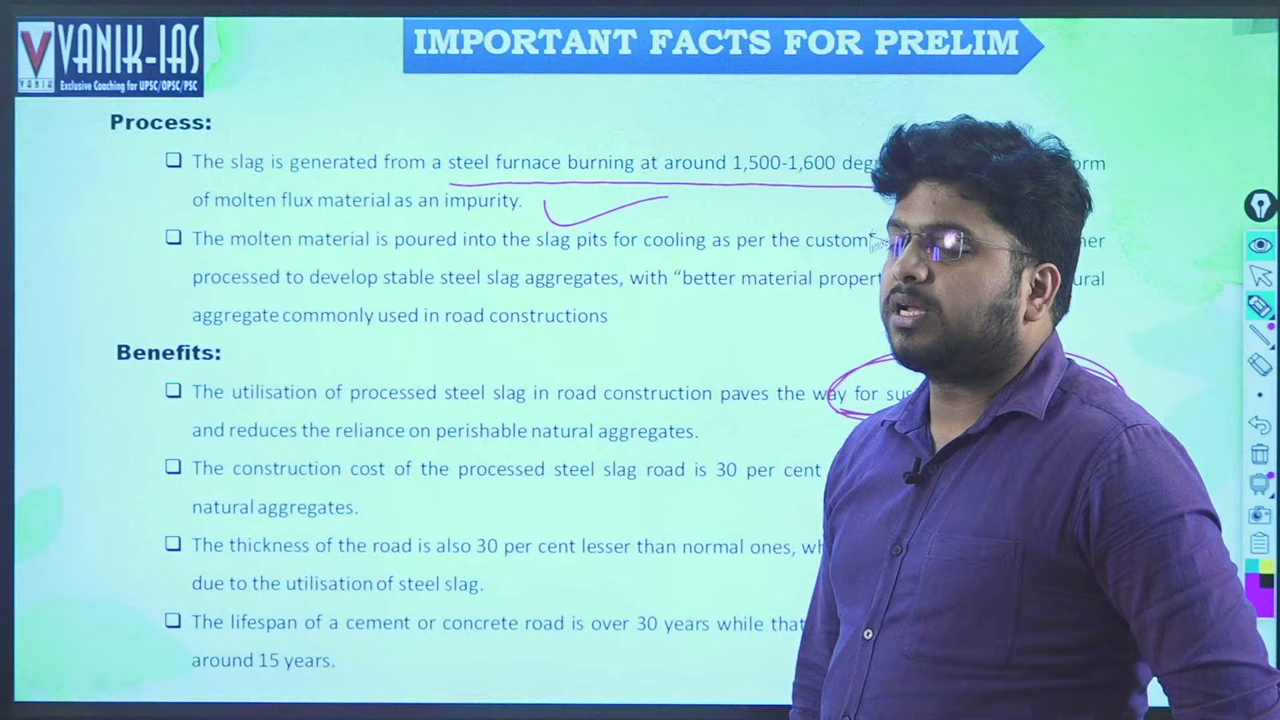 VANIK-IAS
VANIK
Exclusive Coaching for UPSC/OPSC/PSC
IMPORTANT FACTS FOR PRELIM
Process:
The slag is generated from a steel furnace burning at around 1,500-1,600 deg orm
of molten flux material as an impurity.
The molten material is poured into the slag pits for cooling as per the custom her
processed to develop stable steel slag aggregates, with “better material propert ural
aggregate commonly used in road constructions
Benefits:
The utilisation of processed steel slag in road construction paves the way for sus
and reduces the reliance on perishable natural aggregates.
The construction cost of the processed steel slag road is 30 per cent
natural aggregates.
The thickness of the road is also 30 per cent lesser than normal ones, wh
due to the utilisation of steel slag.
The lifespan of a cement or concrete road is over 30 years while that
around 15 years.